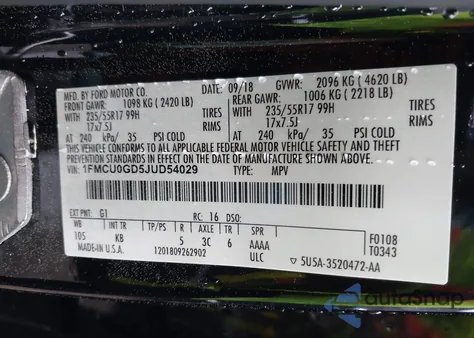 MFD. BY FORD MOTOR CO.
DATE: 09/18 GVWR: 2096 KG ( 4620 LB)
FRONT GAWR: 1098 KG ( 2420 LB) REAR GAWR: 1006 KG ( 2218 LB)
235/55R17 99H TIRES 235/55R17 99H TIRES
17x7.5J RIMS 17x7.5J RIMS
AT 240 kPa/ 35 PSI COLD AT 240 kPa/ 35 PSI COLD
THIS VEHICLE CONFORMS TO ALL APPLICABLE FEDERAL MOTOR VEHICLE SAFETY AND THEFT PREVENTION STANDARDS IN EFFECT ON THE DATE OF MANUFACTURE SHOWN ABOVE.
VIN: 1FMCU0GD5JUD54029 TYPE: MPV
EXT PNT: G1 RC: 16 DSO:
WB BRK INT TR TP/PS R AXLE TR SPR
105 KB 5 3C 6 AAAA F0108
MADE IN U.S.A. 1201809262902 ULC T0343
5U5A-3520472-AA
autoSnap